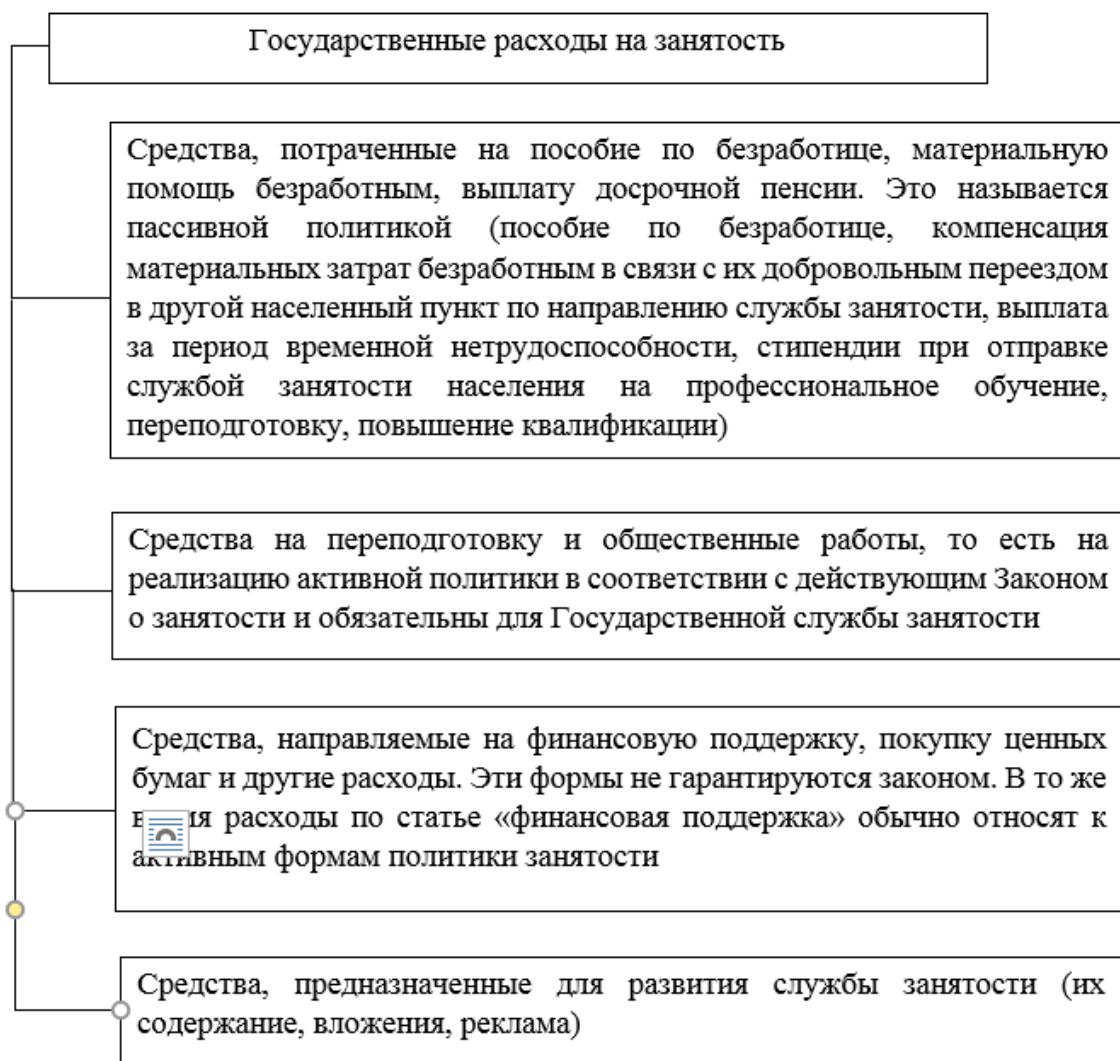 Государственные расходы на занятость
Средства, потраченные на пособие по безработице, материальную
помощь безработным, выплату досрочной пенсии. Это называется
пассивной политикой (пособие по безработице, компенсация
материальных затрат безработным в связи с их добровольным переездом
в другой населенный пункт по направлению службы занятости, выплата
за период временной нетрудоспособности, стипендии при отправке
службой занятости населения на профессиональное обучение,
переподготовку, повышение квалификации)
Средства на переподготовку и общественные работы, то есть на
реализацию активной политики в соответствии с действующим Законом
о занятости и обязательны для Государственной службы занятости
Средства, направляемые на финансовую поддержку, покупку ценных
бумаг и другие расходы. Эти формы не гарантируются законом. В то же
время расходы по статье «финансовая поддержка» обычно относят к
активным формам политики занятости
Средства, предназначенные для развития службы занятости (их
содержание, вложения, реклама)